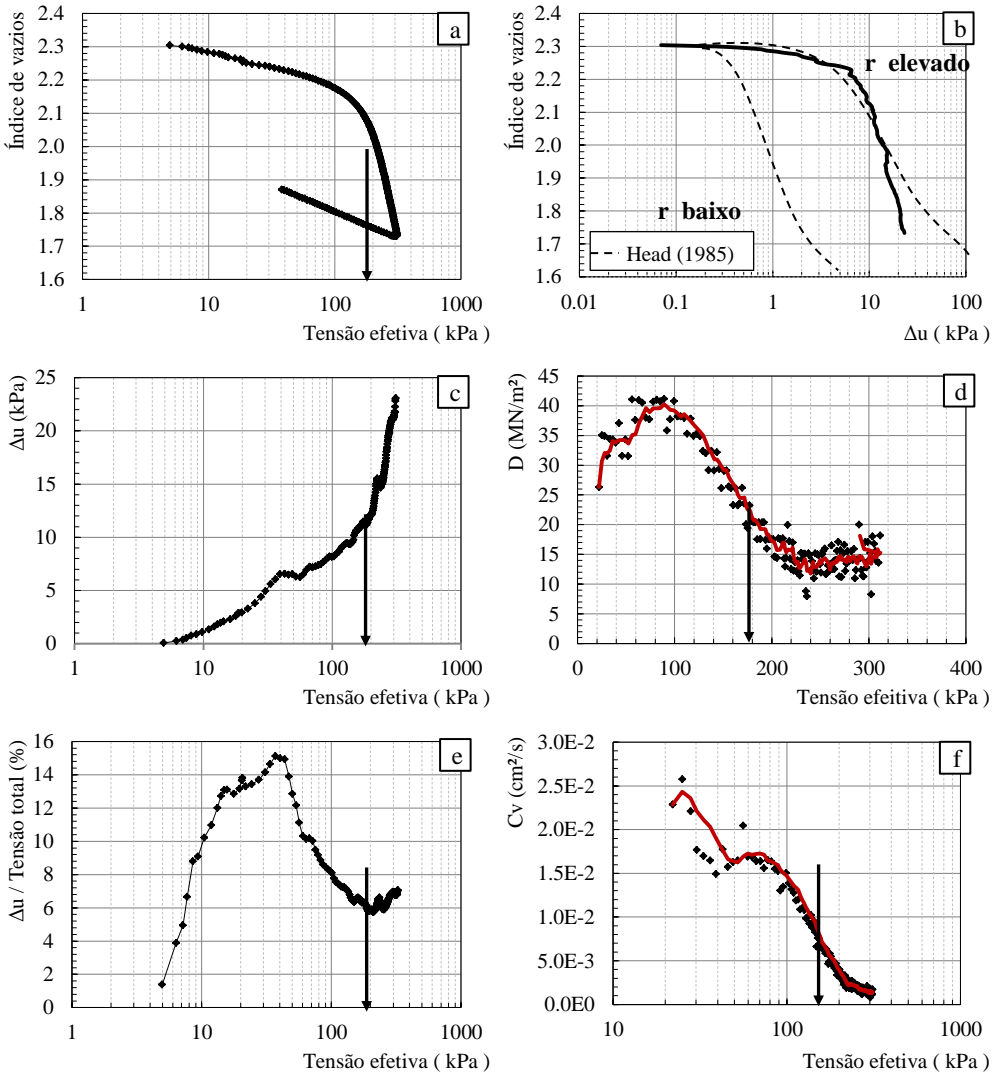 a
Índice de vazios
2.4
2.3
2.2
2.1
2.0
1.9
1.8
1.7
1.6
1 10 100 1000
Tensão efetiva ( kPa )
b
Índice de vazios
2.4
2.3
2.2
2.1
2.0
1.9
1.8
1.7
1.6
r elevado
r baixo
Head (1985)
0.01 0.1 1 10 100
Δu ( kPa )
c
Δu (kPa)
25
23
20
18
15
13
10
8
5
3
0
1 10 100 1000
Tensão efetiva ( kPa )
d
D (MN/m²)
45
40
35
30
25
20
15
10
5
0
0 100 200 300 400
Tensão efeitiva ( kPa )
e
Δu / Tensão total (%)
16
14
12
10
8
6
4
2
0
1 10 100 1000
Tensão efetiva ( kPa )
f
Cv (cm²/s)
3.0E-2
2.5E-2
2.0E-2
1.5E-2
1.0E-2
5.0E-3
0.0E0
10 100 1000
Tensão efetiva ( kPa )